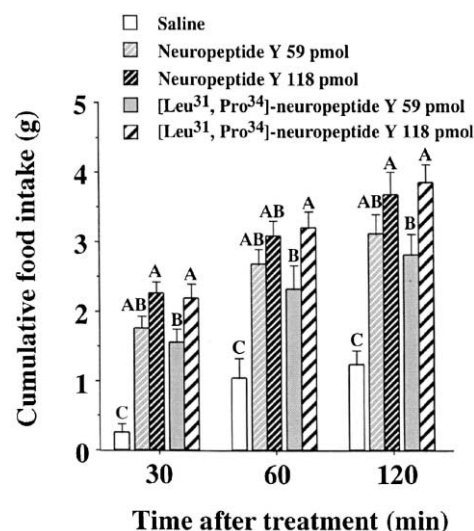 Saline
Neuropeptide Y 59 pmol
Neuropeptide Y 118 pmol
[Leu31, Pro34]-neuropeptide Y 59 pmol
[Leu31, Pro34]-neuropeptide Y 118 pmol
Cumulative food intake (g)
5
4
3
2
1
0
C AB A B A
C AB AB B A
C AB A B A
30 60 120
Time after treatment (min)